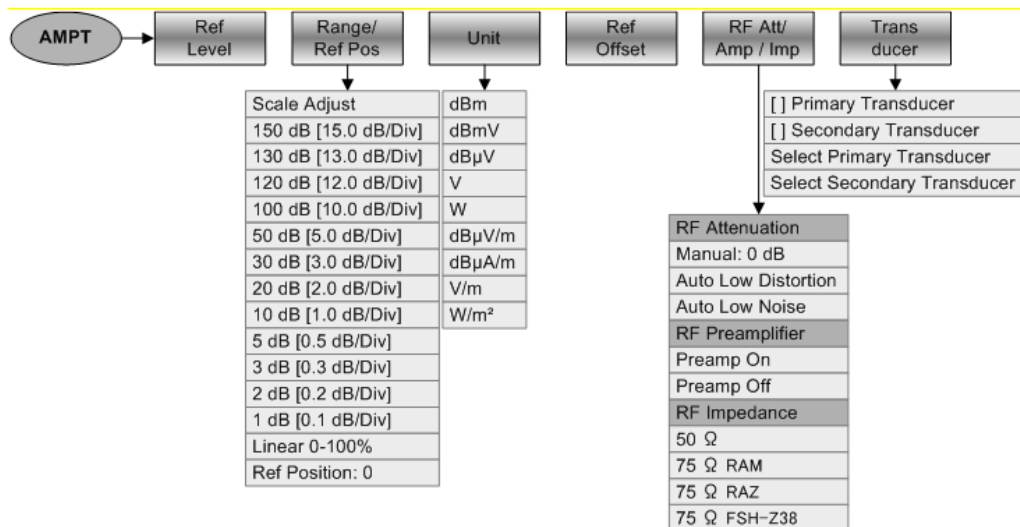 AMPT
Ref
Level
Range/
Ref Pos
Unit
Ref
Offset
RF Att/
Amp / Imp
Trans
ducer
Scale Adjust
150 dB [15.0 dB/Div]
130 dB [13.0 dB/Div]
120 dB [12.0 dB/Div]
100 dB [10.0 dB/Div]
50 dB [5.0 dB/Div]
30 dB [3.0 dB/Div]
20 dB [2.0 dB/Div]
10 dB [1.0 dB/Div]
5 dB [0.5 dB/Div]
3 dB [0.3 dB/Div]
2 dB [0.2 dB/Div]
1 dB [0.1 dB/Div]
Linear 0-100%
Ref Position: 0
dBm
dBmV
dBµV
V
W
dBµV/m
dBµA/m
V/m
W/m²
RF Attenuation
Manual: 0 dB
Auto Low Distortion
Auto Low Noise
RF Preamplifier
Preamp On
Preamp Off
RF Impedance
50 Ω
75 Ω RAM
75 Ω RAZ
75 Ω FSH-Z38
[ ] Primary Transducer
[ ] Secondary Transducer
Select Primary Transducer
Select Secondary Transducer